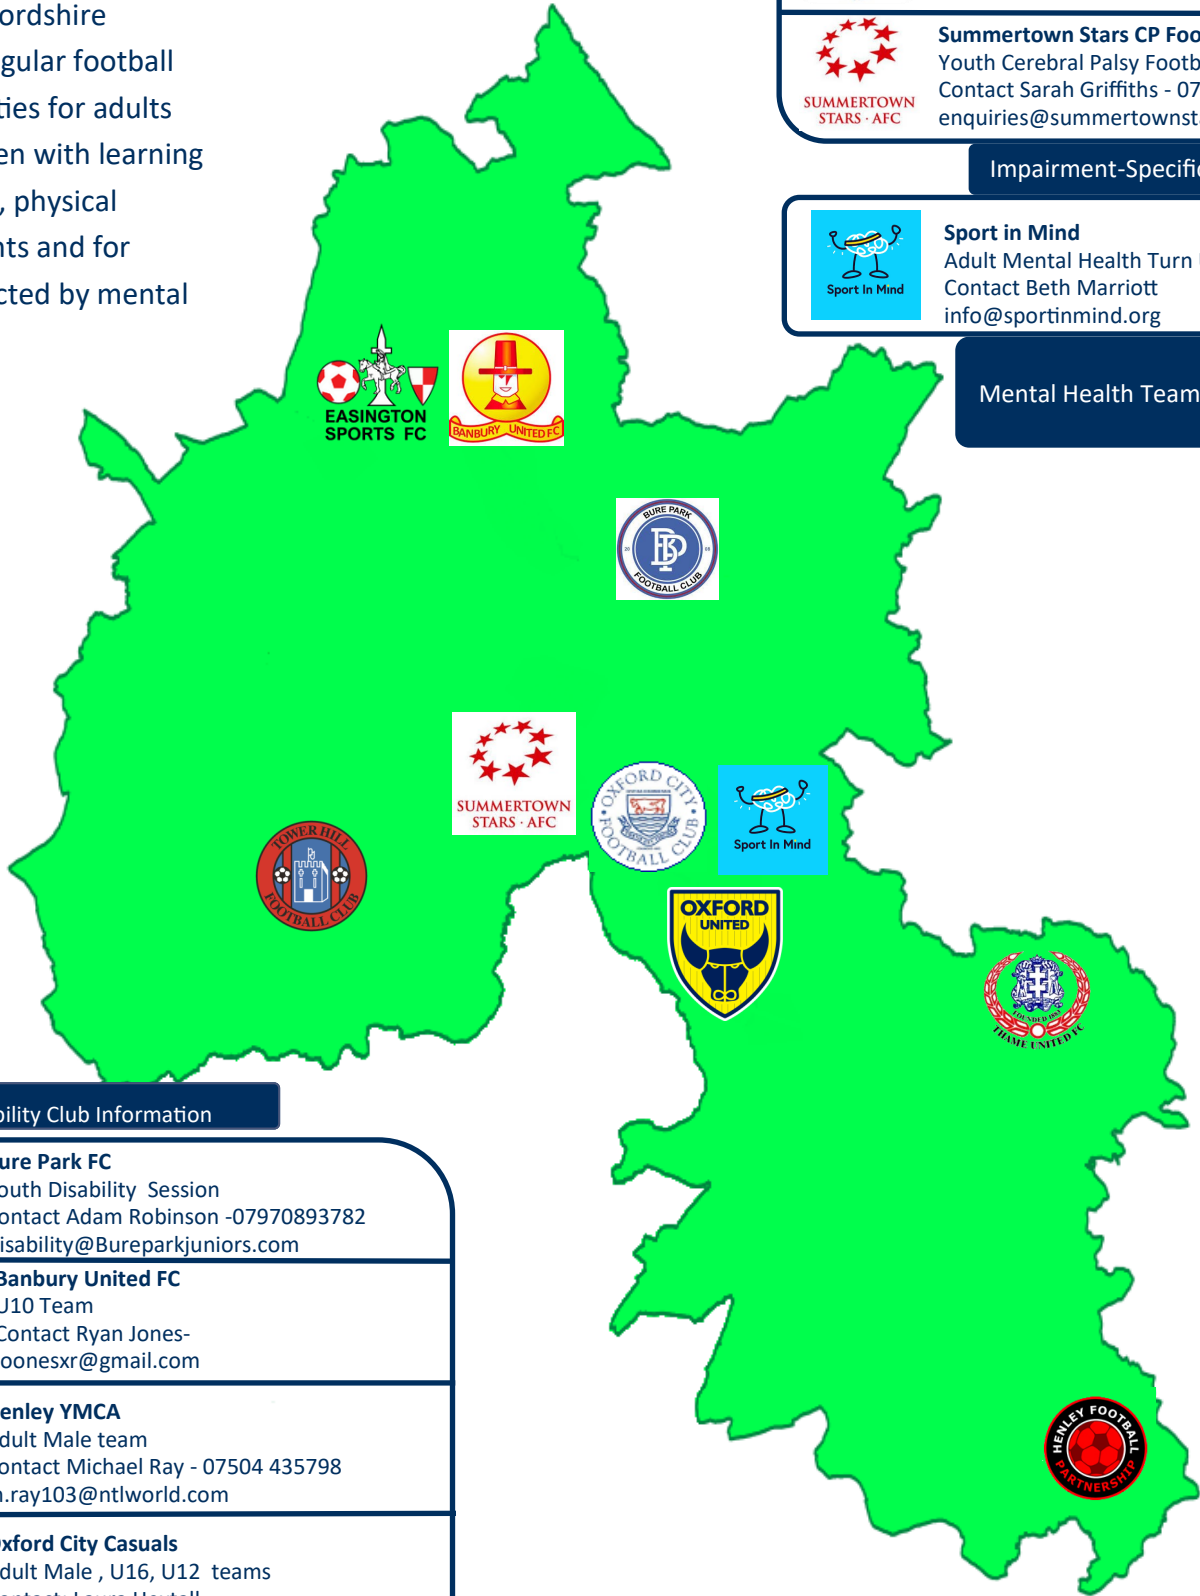 ordshire
gular football
ties for adults
en with learning
, physical
nts and for
cted by mental
SUMMERTOWN
STARS · AFC
Summertown Stars CP Foo
Youth Cerebral Palsy Footb
Contact Sarah Griffiths - 07
enquiries@summertownst
Impairment-Specific
Sport In Mind
Sport in Mind
Adult Mental Health Turn U
Contact Beth Marriott
info@sportinmind.org
Mental Health Team
EASINGTON
SPORTS FC
BANBURY UNITED FC
BURE PARK
20 BP
FOOTBALL CLUB
SUMMERTOWN
STARS · AFC
OXFORD CITY
FOOTBALL CLUB
Sport In Mind
TOWER HILL
FOOTBALL CLUB
OXFORD
UNITED
FOUNDED 1883
THAME UNITED FC
bility Club Information
ure Park FC
outh Disability Session
ontact Adam Robinson -07970893782
isability@Bureparkjuniors.com
Banbury United FC
U10 Team
Contact Ryan Jones-
oonesxr@gmail.com
enley YMCA
dult Male team
ontact Michael Ray - 07504 435798
n.ray103@ntlworld.com
xford City Casuals
dult Male , U16, U12 teams
HENLEY FOOTBALL
PARTNERSHIP